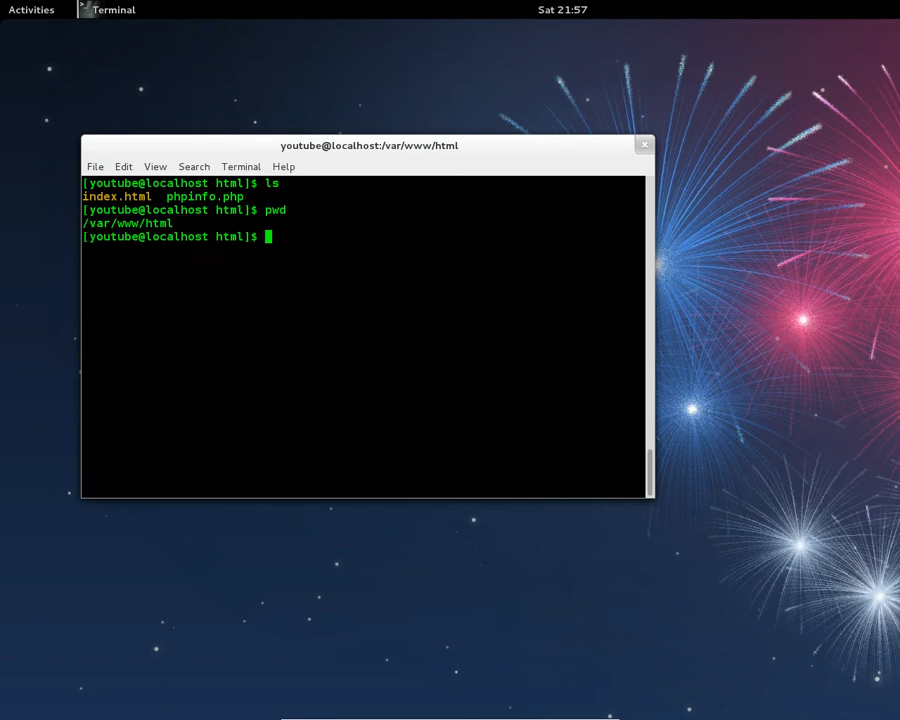 Activities
Terminal
Sat 21:57
youtube@localhost:/var/www/html
File Edit View Search Terminal Help
[youtube@localhost html]$ ls
index.html  phpinfo.php
[youtube@localhost html]$ pwd
/var/www/html
[youtube@localhost html]$